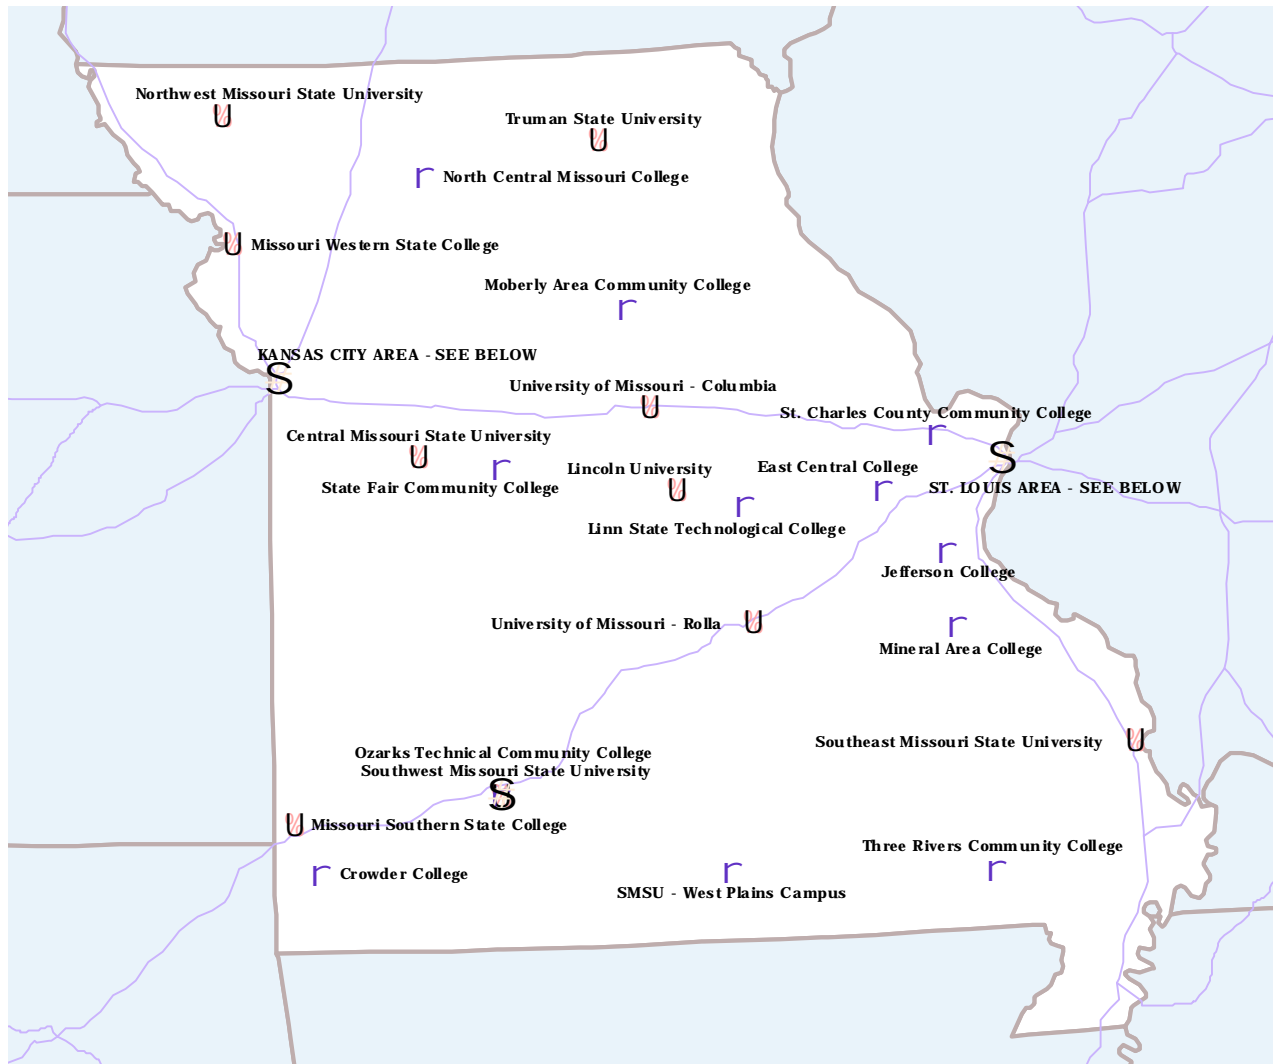 Northwest Missouri State University
U
Truman State University
U
r North Central Missouri College
U Missouri Western State College
Moberly Area Community College
r
KANSAS CITY AREA - SEE BELOW
S
University of Missouri - Columbia
U
St. Charles County Community College
r
Central Missouri State University
U
r
State Fair Community College
Lincoln University
U
East Central College
r
S
ST. LOUIS AREA - SEE BELOW
r
Linn State Technological College
r
Jefferson College
University of Missouri - Rolla U
r
Mineral Area College
Southeast Missouri State University U
Ozarks Technical Community College
Southwest Missouri State University
S
U Missouri Southern State College
r Crowder College
r
SMSU - West Plains Campus
Three Rivers Community College
r